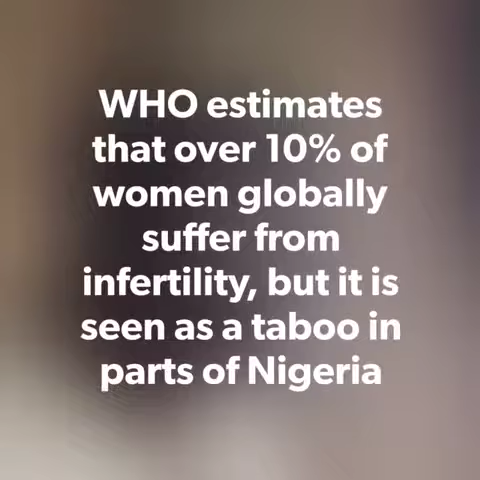 WHO estimates
that over 10% of
women globally
suffer from
infertility, but it is
seen as a taboo in
parts of Nigeria